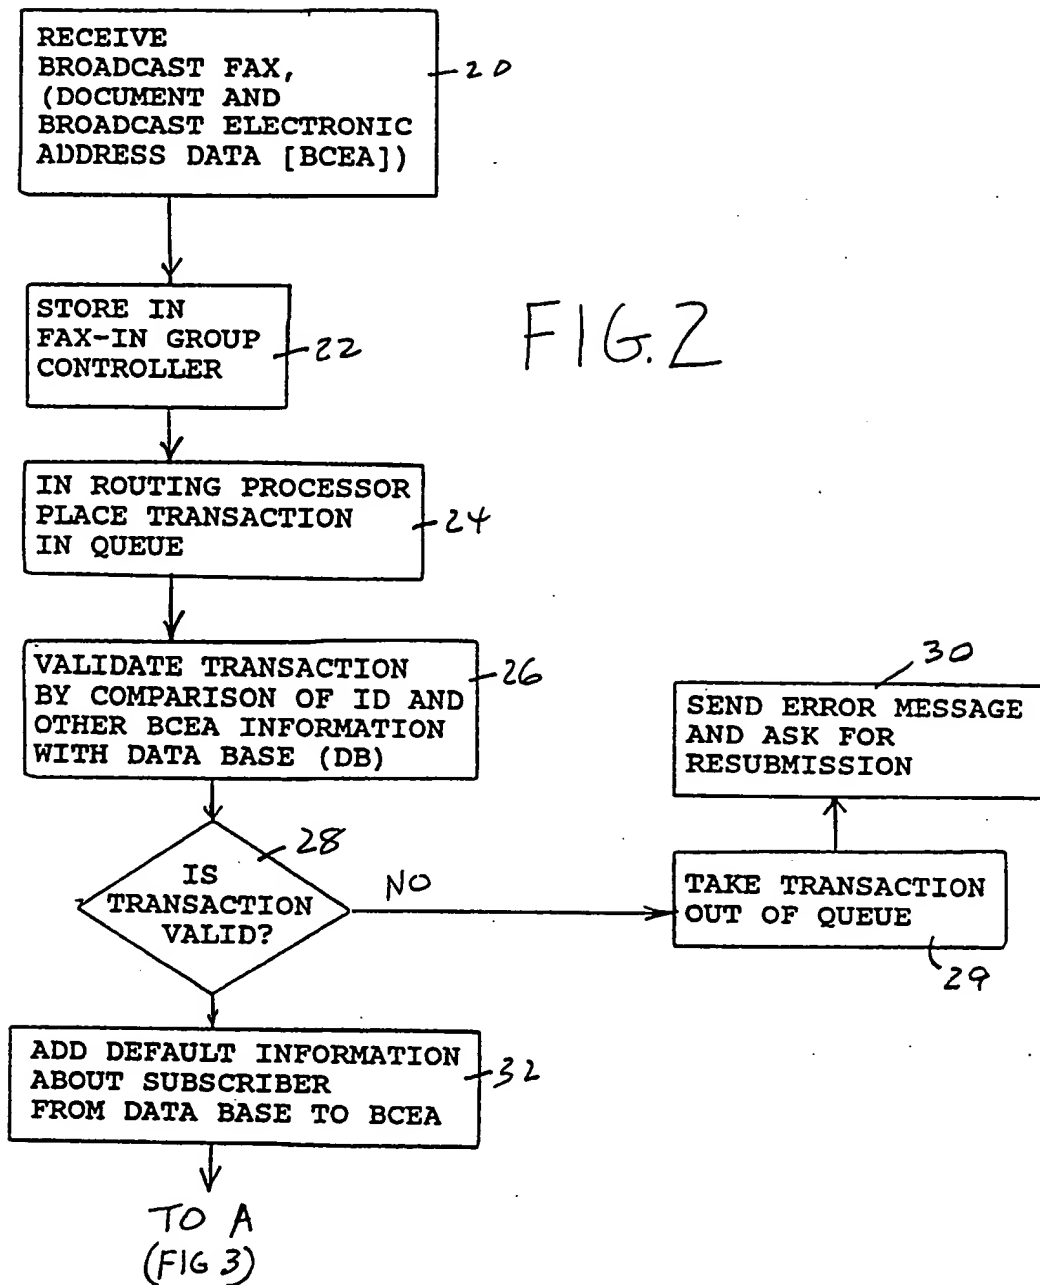 RECEIVE
BROADCAST FAX,
(DOCUMENT AND
BROADCAST ELECTRONIC
ADDRESS DATA [BCEA])
20
STORE IN
FAX-IN GROUP
CONTROLLER
22
FIG.2
IN ROUTING PROCESSOR
PLACE TRANSACTION
IN QUEUE
24
VALIDATE TRANSACTION
BY COMPARISON OF ID AND
OTHER BCEA INFORMATION
WITH DATA BASE (DB)
26
30
SEND ERROR MESSAGE
AND ASK FOR
RESUBMISSION
28
IS
TRANSACTION
VALID?
NO
TAKE TRANSACTION
OUT OF QUEUE
29
ADD DEFAULT INFORMATION
ABOUT SUBSCRIBER
FROM DATA BASE TO BCEA
32
TO A
(FIG 3)